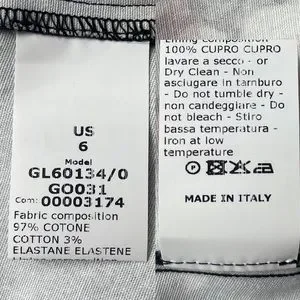 US
6
Model
GL60134/0
GO031
Com: 00003174
Fabric composition
97% COTONE
COTTON 3%
ELASTANE ELASTENE
Lining composition
100% CUPRO CUPRO
lavare a secco - or
Dry Clean - Non
asciugare in tamburo
- Do not tumble dry -
non candeggiare - Do
not bleach - Stiro
bassa temperatura -
Iron at low
temperature
MADE IN ITALY